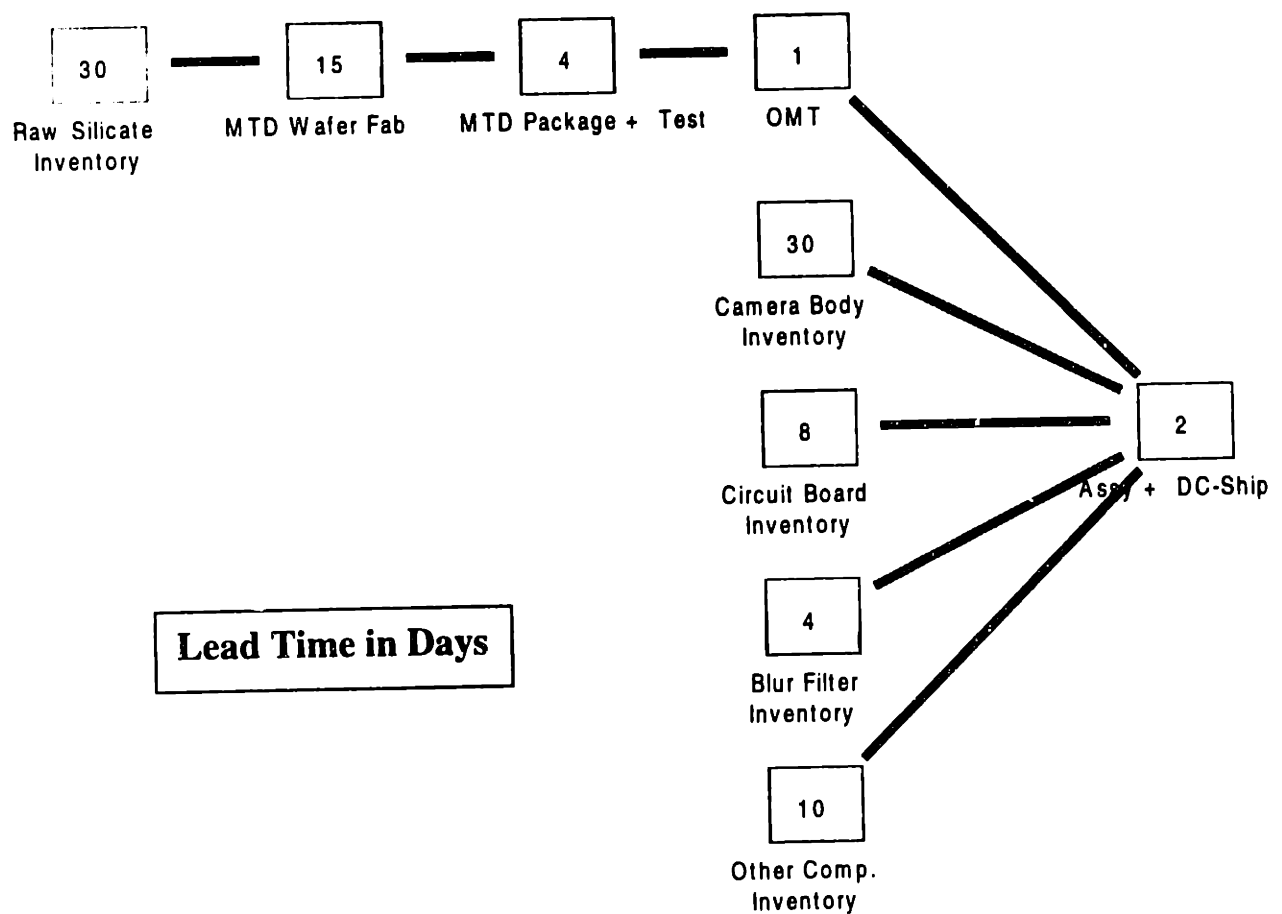 30
15
4
1
Raw Silicate
Inventory
MTD Wafer Fab
MTD Package + Test
OMT
30
Camera Body
Inventory
8
Circuit Board
Inventory
2
Assy + DC-Ship
4
Blur Filter
Inventory
Lead Time in Days
10
Other Comp.
Inventory